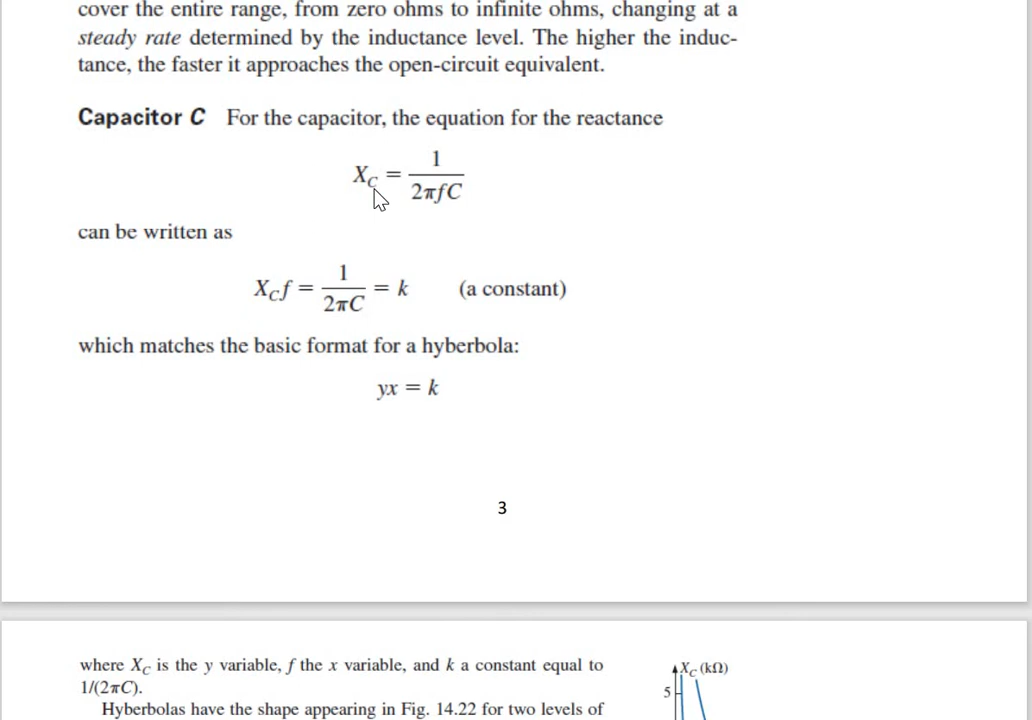 cover the entire range, from zero ohms to infinite ohms, changing at a
steady rate determined by the inductance level. The higher the induc-
tance, the faster it approaches the open-circuit equivalent.
Capacitor C For the capacitor, the equation for the reactance
X_C = 1/(2πfC)
can be written as
X_C f = 1/(2πC) = k (a constant)
which matches the basic format for a hyberbola:
yx = k
3
where X_C is the y variable, f the x variable, and k a constant equal to
1/(2πC).
Hyberbolas have the shape appearing in Fig. 14.22 for two levels of
X_C (kΩ)
5